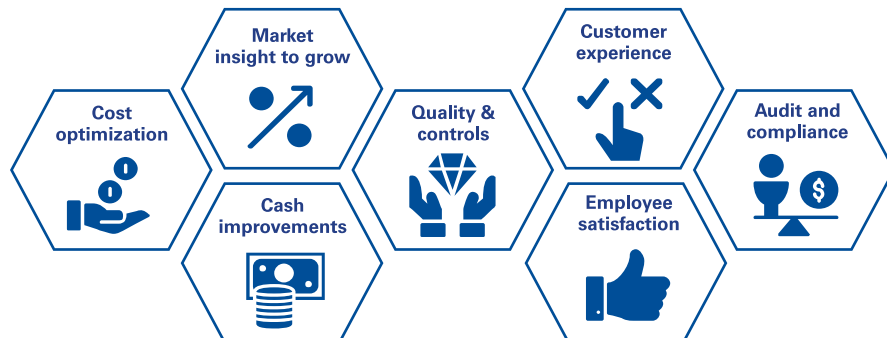 Market
insight to grow
Customer
experience
Cost
optimization
Quality &
controls
Audit and
compliance
Cash
improvements
Employee
satisfaction
$